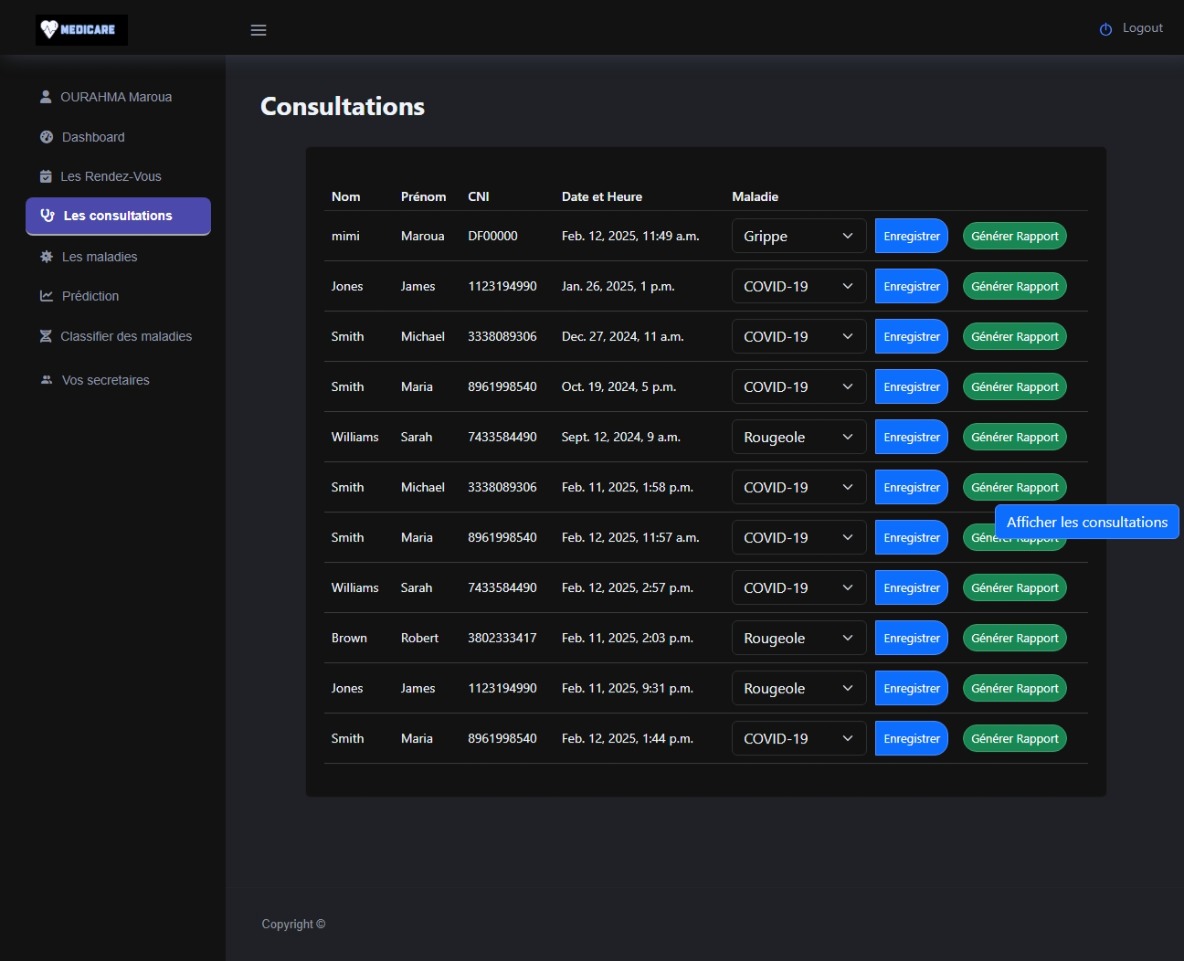 MEDICARE
Logout
OURAHMA Maroua
Dashboard
Les Rendez-Vous
Les consultations
Les maladies
Prédiction
Classifier des maladies
Vos secretaires
Consultations
Nom Prénom CNI Date et Heure Maladie
mimi Maroua DF00000 Feb. 12, 2025, 11:49 a.m. Grippe Enregistrer Générer Rapport
Jones James 1123194990 Jan. 26, 2025, 1 p.m. COVID-19 Enregistrer Générer Rapport
Smith Michael 3338089306 Dec. 27, 2024, 11 a.m. COVID-19 Enregistrer Générer Rapport
Smith Maria 8961998540 Oct. 19, 2024, 5 p.m. COVID-19 Enregistrer Générer Rapport
Williams Sarah 7433584490 Sept. 12, 2024, 9 a.m. Rougeole Enregistrer Générer Rapport
Smith Michael 3338089306 Feb. 11, 2025, 1:58 p.m. COVID-19 Enregistrer Générer Rapport
Afficher les consultations
Smith Maria 8961998540 Feb. 12, 2025, 11:57 a.m. COVID-19 Enregistrer Générer Rapport
Williams Sarah 7433584490 Feb. 12, 2025, 2:57 p.m. COVID-19 Enregistrer Générer Rapport
Brown Robert 3802333417 Feb. 11, 2025, 2:03 p.m. Rougeole Enregistrer Générer Rapport
Jones James 1123194990 Feb. 11, 2025, 9:31 p.m. Rougeole Enregistrer Générer Rapport
Smith Maria 8961998540 Feb. 12, 2025, 1:44 p.m. COVID-19 Enregistrer Générer Rapport
Copyright ©